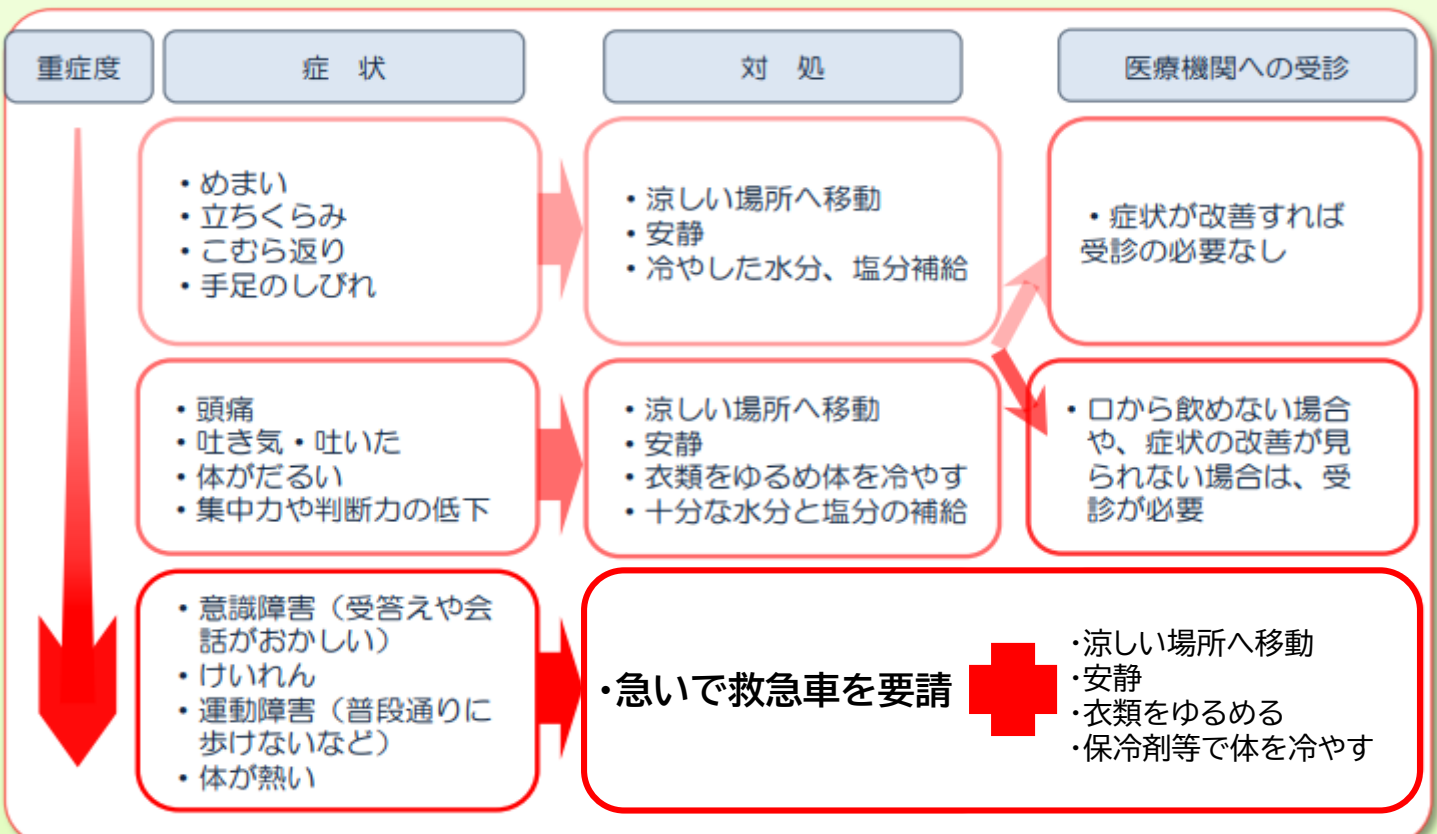 重症度
症 状
対 処
医療機関への受診
・めまい
・立ちくらみ
・こむら返り
・手足のしびれ
・涼しい場所へ移動
・安静
・冷やした水分、塩分補給
・症状が改善すれば
受診の必要なし
・頭痛
・吐き気・吐いた
・体がだるい
・集中力や判断力の低下
・涼しい場所へ移動
・安静
・衣類をゆるめ体を冷やす
・十分な水分と塩分の補給
・口から飲めない場合
や、症状の改善が見
られない場合は、受
診が必要
・意識障害（受答えや会
話がおかしい）
・けいれん
・運動障害（普段通りに
歩けないなど）
・体が熱い
・急いで救急車を要請
・涼しい場所へ移動
・安静
・衣類をゆるめる
・保冷剤等で体を冷やす